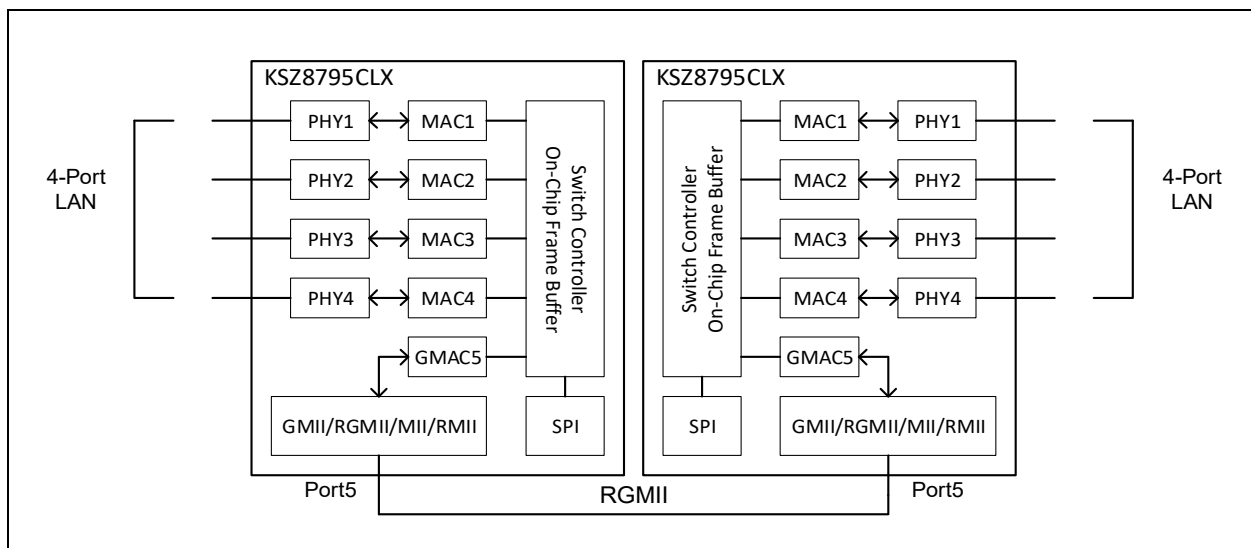 KSZ8795CLX
KSZ8795CLX
PHY1
MAC1
MAC1
PHY1
4-Port
LAN
PHY2
MAC2
Switch Controller
On-Chip Frame Buffer
Switch Controller
On-Chip Frame Buffer
MAC2
PHY2
4-Port
LAN
PHY3
MAC3
MAC3
PHY3
PHY4
MAC4
MAC4
PHY4
GMAC5
GMAC5
GMII/RGMII/MII/RMII
SPI
SPI
GMII/RGMII/MII/RMII
Port5
RGMII
Port5